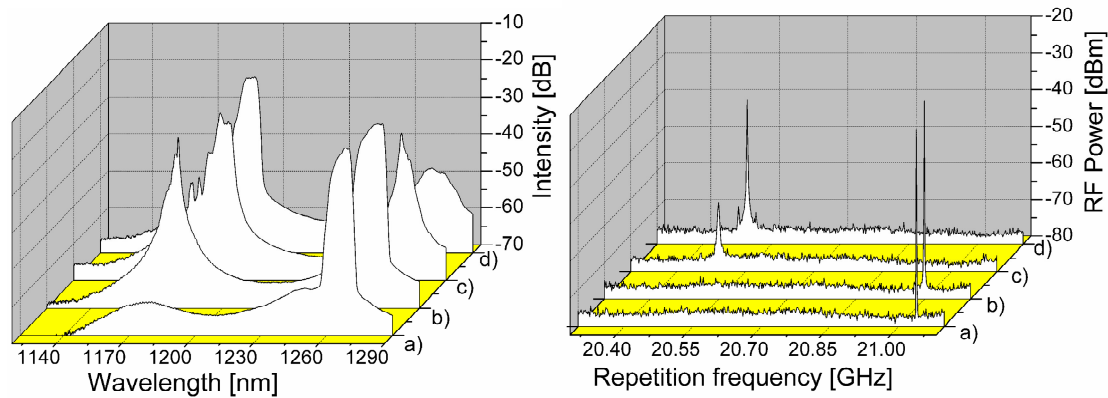 -10
-20
-30
-40
-50
-60
-70
Intensity [dB]
d)
c)
b)
a)
1140 1170 1200 1230 1260 1290
Wavelength [nm]
-20
-30
-40
-50
-60
-70
-80
RF Power [dBm]
d)
c)
b)
a)
20.40 20.55 20.70 20.85 21.00
Repetition frequency [GHz]